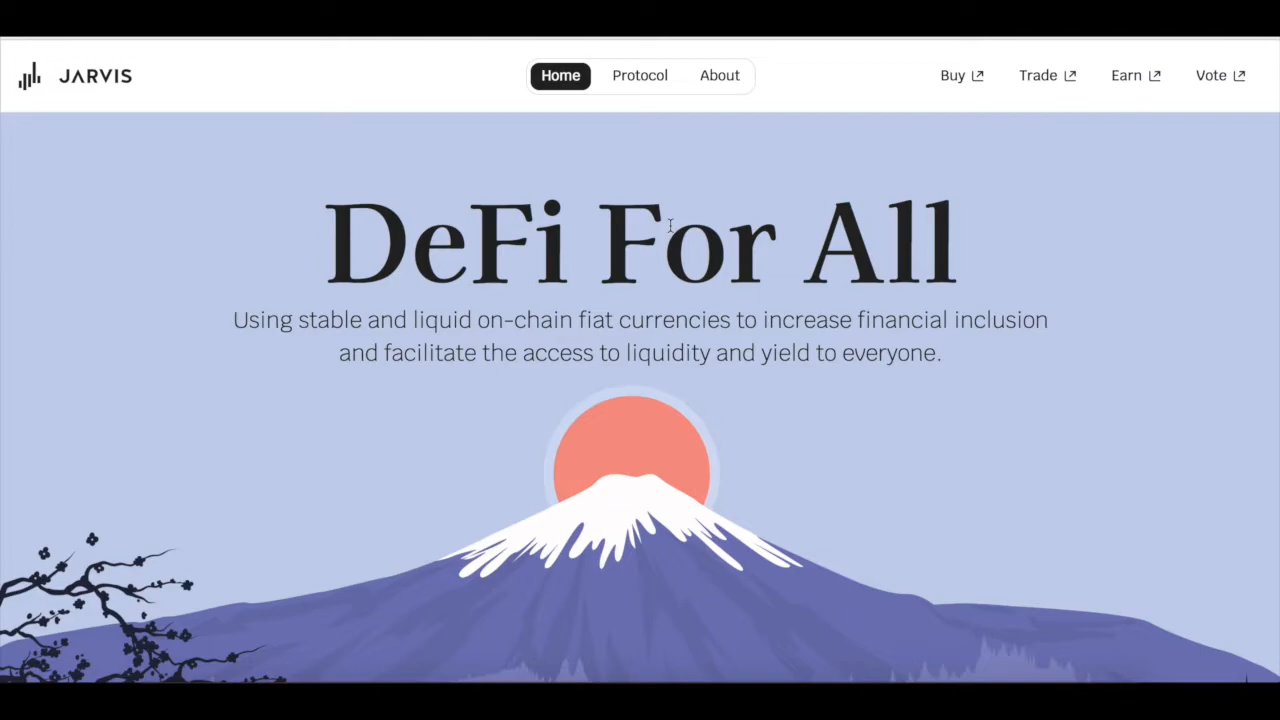 JARVIS
Home Protocol About
Buy Trade Earn Vote
DeFi For All
Using stable and liquid on-chain fiat currencies to increase financial inclusion
and facilitate the access to liquidity and yield to everyone.